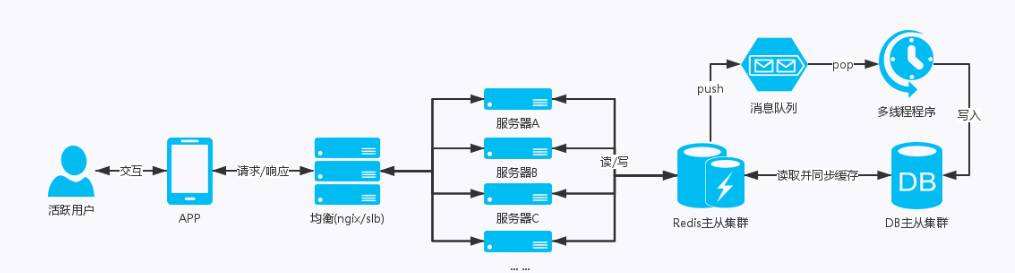 push
pop
消息队列
多线程程序
写入
服务器A
服务器B
服务器C
... ...
读/写
交互
请求/响应
读取并同步缓存
DB
活跃用户
APP
均衡(ngix/slb)
Redis主从集群
DB主从集群